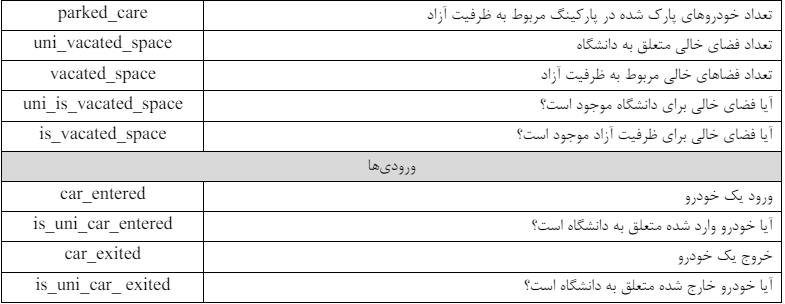 تعداد خودروهای پارک شده در پارکینگ مربوط به ظرفیت آزاد parked_care
تعداد فضای خالی متعلق به دانشگاه uni_vacated_space
تعداد فضاهای خالی مربوط به ظرفیت آزاد vacated_space
آیا فضای خالی برای دانشگاه موجود است؟ uni_is_vacated_space
آیا فضای خالی برای ظرفیت آزاد موجود است؟ is_vacated_space
ورودی‌ها
ورود یک خودرو car_entered
آیا خودرو وارد شده متعلق به دانشگاه است؟ is_uni_car_entered
خروج یک خودرو car_exited
آیا خودرو خارج شده متعلق به دانشگاه است؟ is_uni_car_ exited